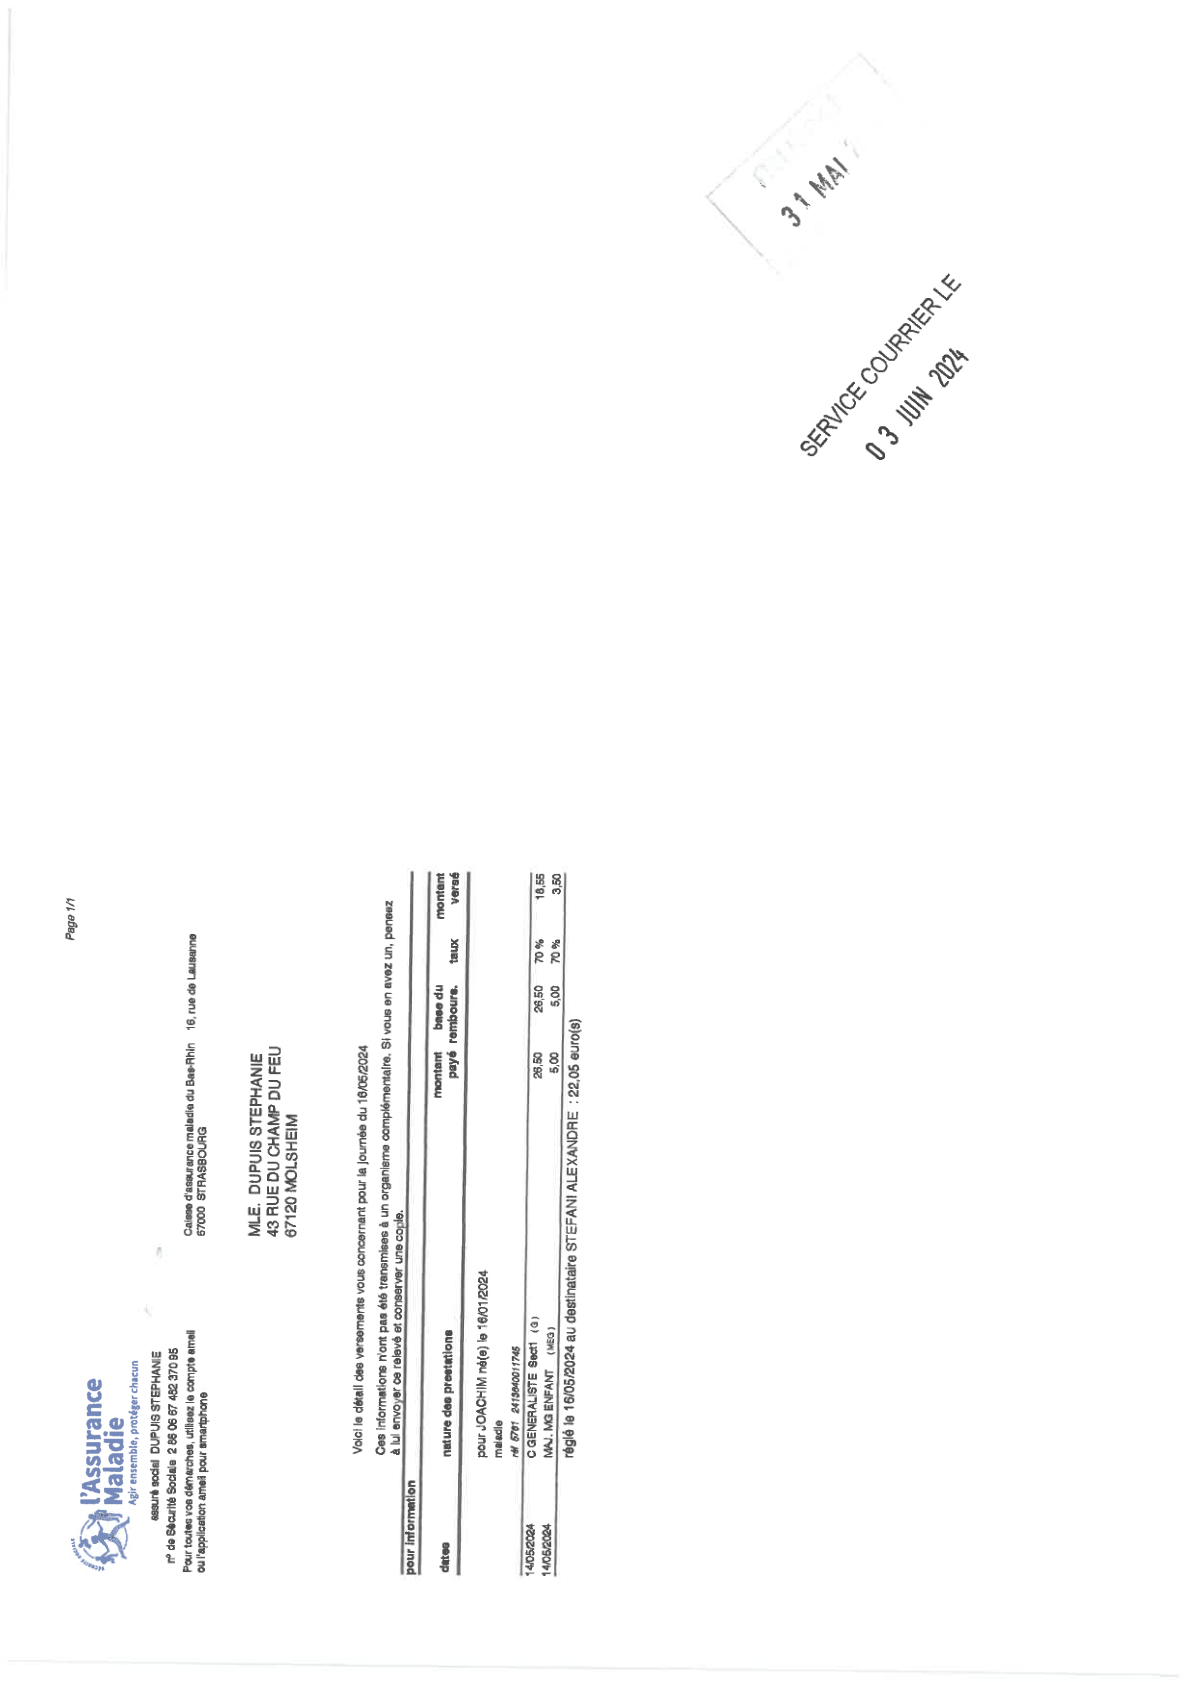 Page 1/1
l'Assurance
Maladie
Agir ensemble, protéger chacun
assuré social DUPUIS STEPHANIE
n° de Sécurité Sociale 2 86 06 67 482 370 95
Pour toutes vos démarches, utilisez le compte ameli
ou l'application ameli pour smartphone
Caisse d'assurance maladie du Bas-Rhin 16, rue de Lausanne
67000 STRASBOURG
MLE. DUPUIS STEPHANIE
43 RUE DU CHAMP DU FEU
67120 MOLSHEIM
Voici le détail des versements vous concernant pour la journée du 16/05/2024
Ces informations n'ont pas été transmises à un organisme complémentaire. Si vous en avez un, pensez
à lui envoyer ce relevé et conserver une copie.
pour information
dates nature des prestations montant payé base du rembours. taux montant versé
pour JOACHIM né(e) le 16/01/2024
maladie
réf 6761 2413640011745
14/05/2024 C GENERALISTE Sect1 (G) 26,50 26,50 70 % 18,55
14/05/2024 MAJ. MG ENFANT (MEG) 5,00 5,00 70 % 3,50
réglé le 16/05/2024 au destinataire STEFANI ALEXANDRE : 22,05 euro(s)
31 MAI
SERVICE COURRIER LE
03 JUIN 2024